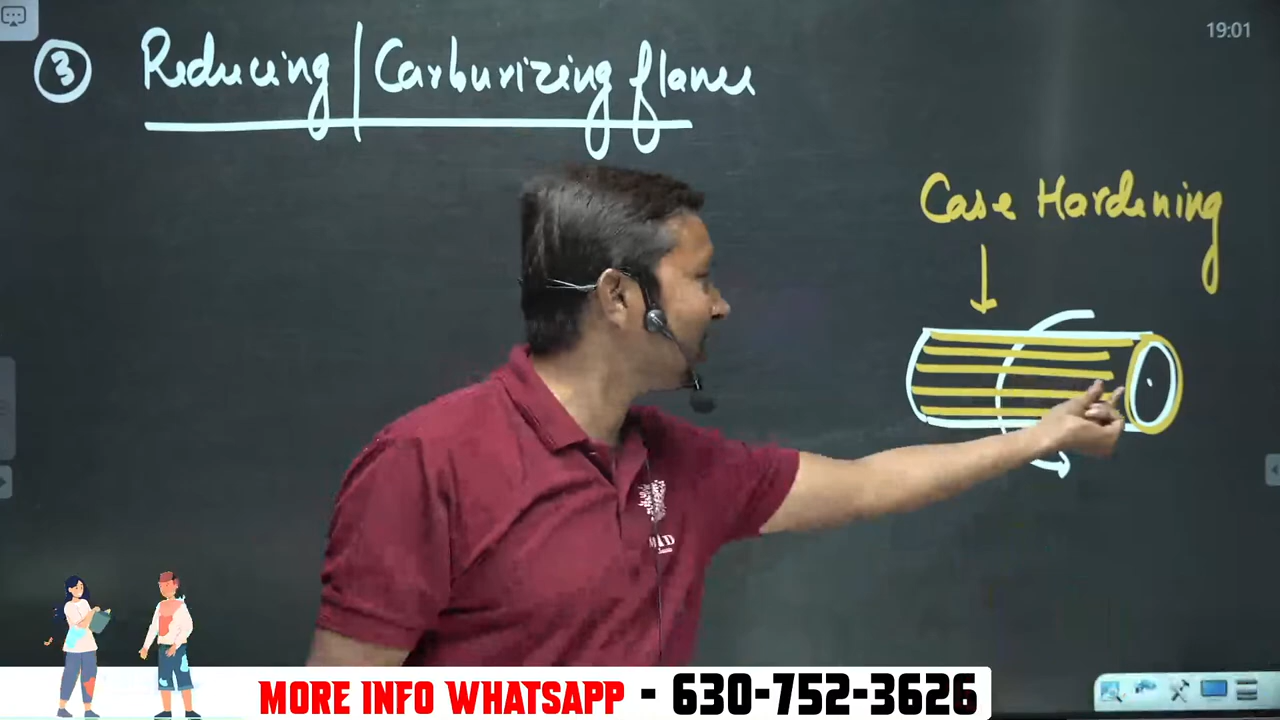 19:01
③ Reducing | Carburizing flame
Case Hardening
MORE INFO WHATSAPP - 630-752-3626